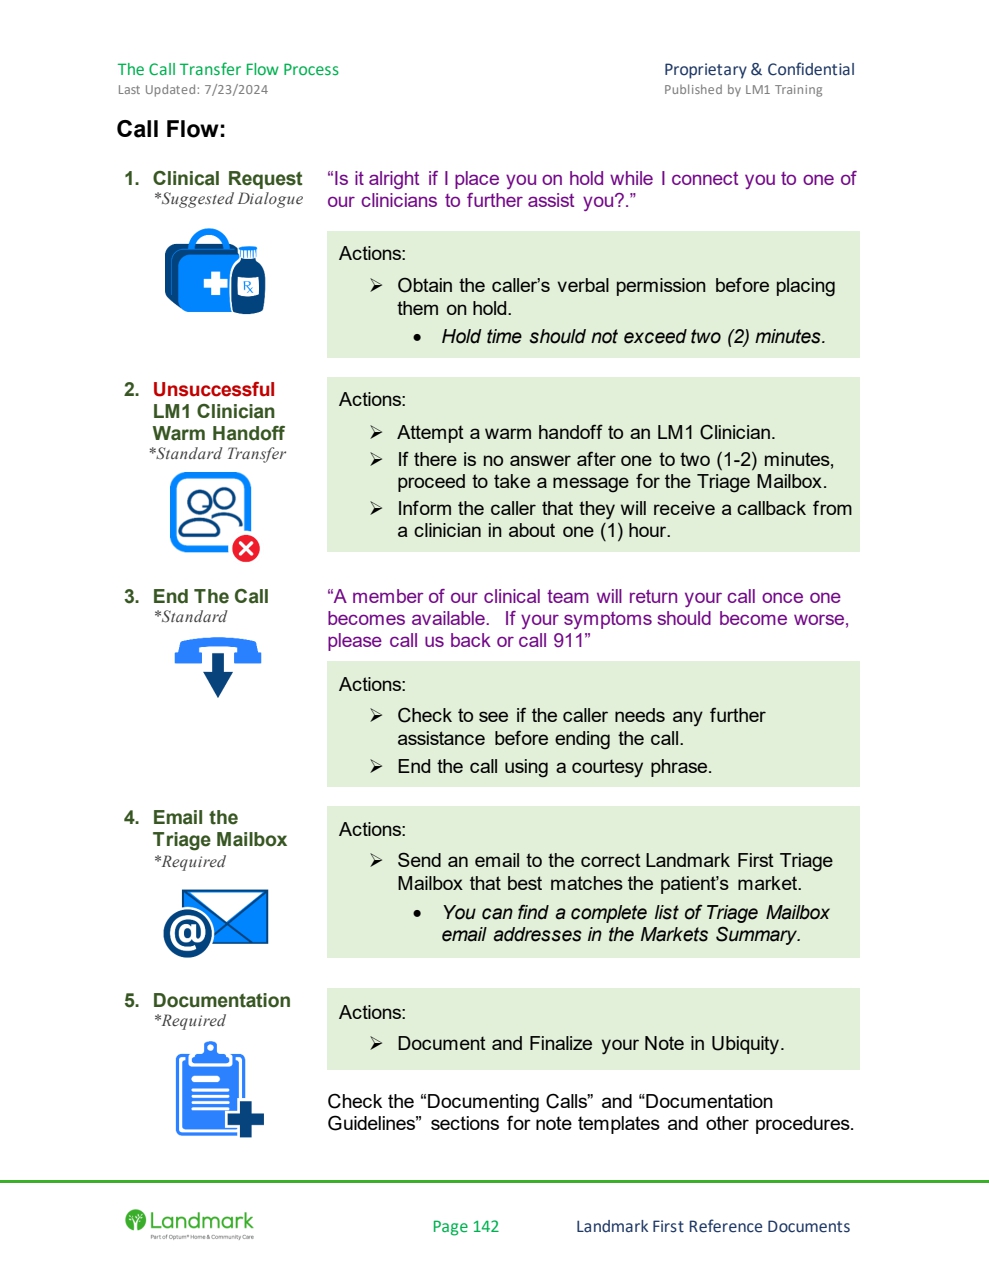 The Call Transfer Flow Process
Proprietary & Confidential
Last Updated: 7/23/2024
Published by LM1 Training
Call Flow:
1. Clinical Request
*Suggested Dialogue
“Is it alright if I place you on hold while I connect you to one of
our clinicians to further assist you?.”
Rx
Actions:
➢ Obtain the caller’s verbal permission before placing
them on hold.
• Hold time should not exceed two (2) minutes.
2. Unsuccessful
LM1 Clinician
Warm Handoff
*Standard Transfer
Actions:
➢ Attempt a warm handoff to an LM1 Clinician.
➢ If there is no answer after one to two (1-2) minutes,
proceed to take a message for the Triage Mailbox.
➢ Inform the caller that they will receive a callback from
a clinician in about one (1) hour.
3. End The Call
*Standard
“A member of our clinical team will return your call once one
becomes available. If your symptoms should become worse,
please call us back or call 911”
Actions:
➢ Check to see if the caller needs any further
assistance before ending the call.
➢ End the call using a courtesy phrase.
4. Email the
Triage Mailbox
*Required
@
Actions:
➢ Send an email to the correct Landmark First Triage
Mailbox that best matches the patient’s market.
• You can find a complete list of Triage Mailbox
email addresses in the Markets Summary.
5. Documentation
*Required
Actions:
➢ Document and Finalize your Note in Ubiquity.
Check the “Documenting Calls” and “Documentation
Guidelines” sections for note templates and other procedures.
Landmark
Part of Optum® Home & Community Care
Page 142
Landmark First Reference Documents